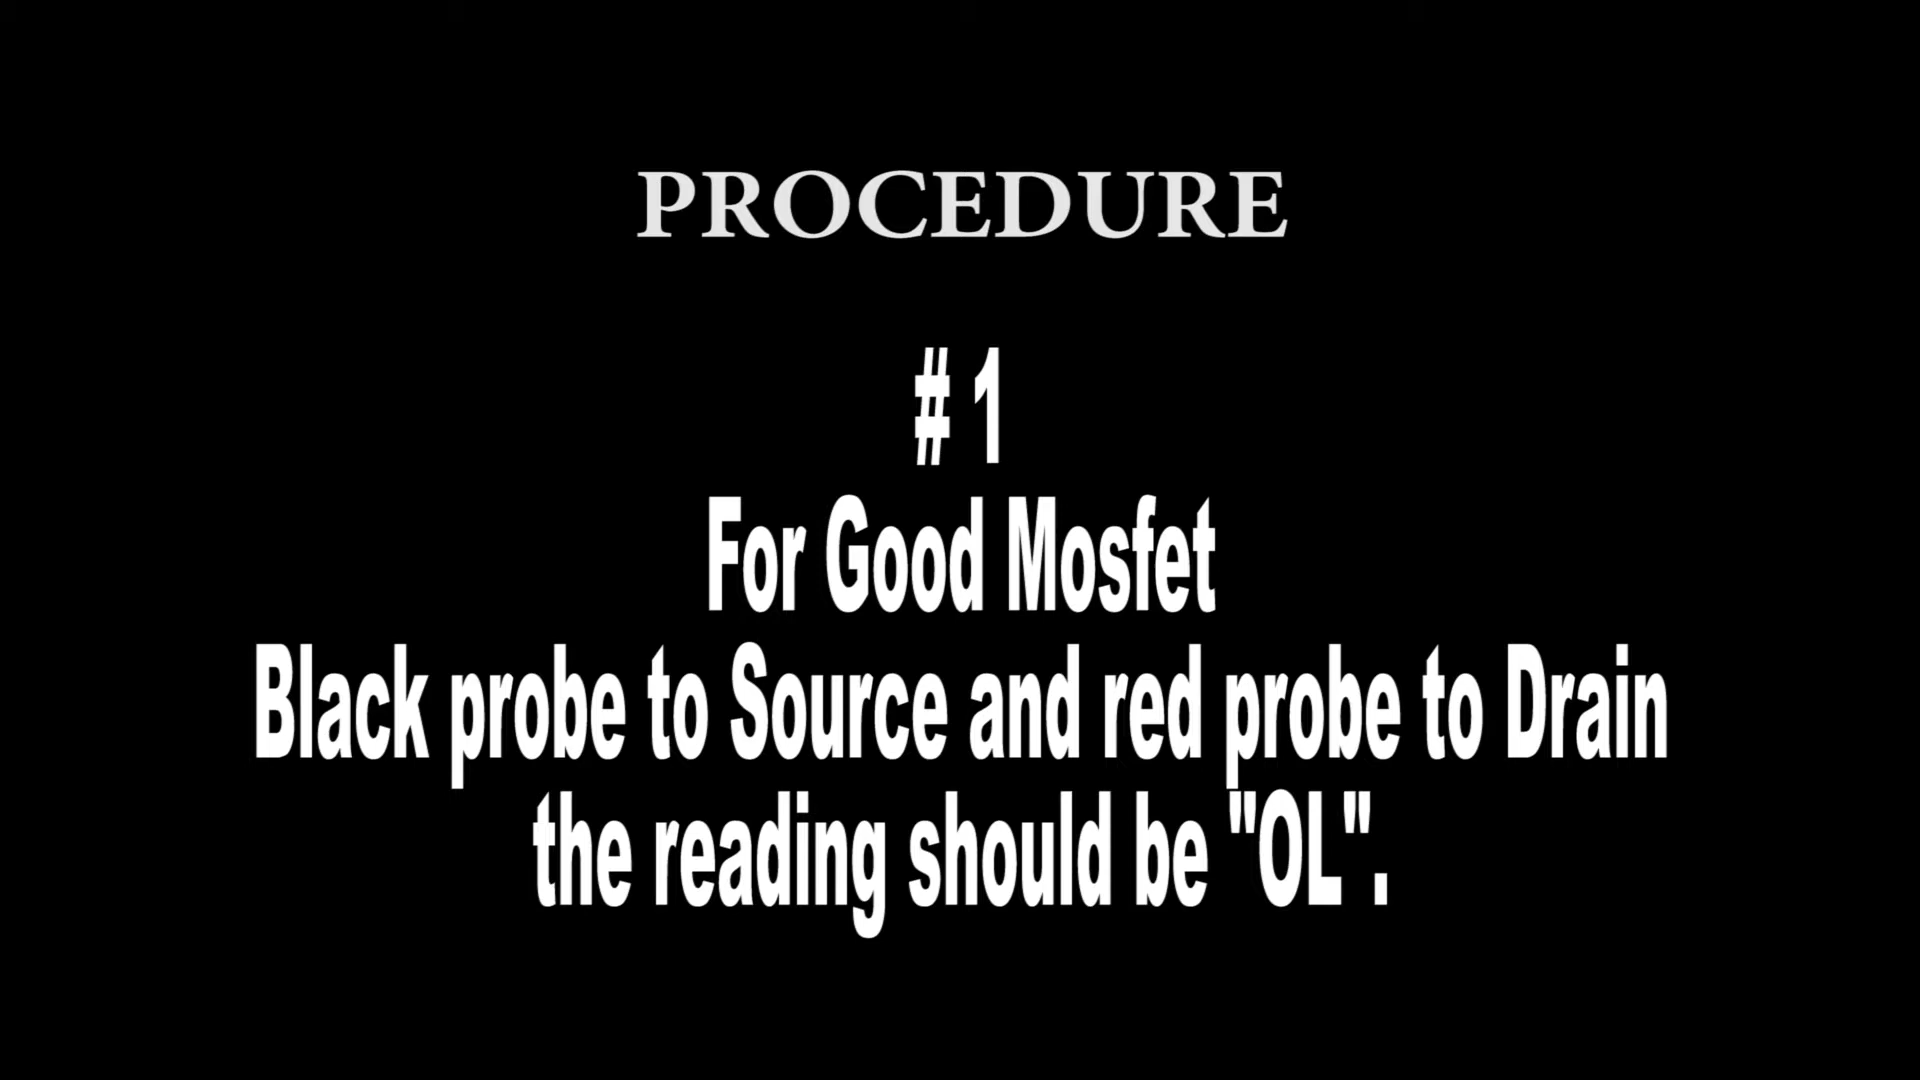 PROCEDURE
# 1
For Good Mosfet
Black probe to Source and red probe to Drain
the reading should be "OL".